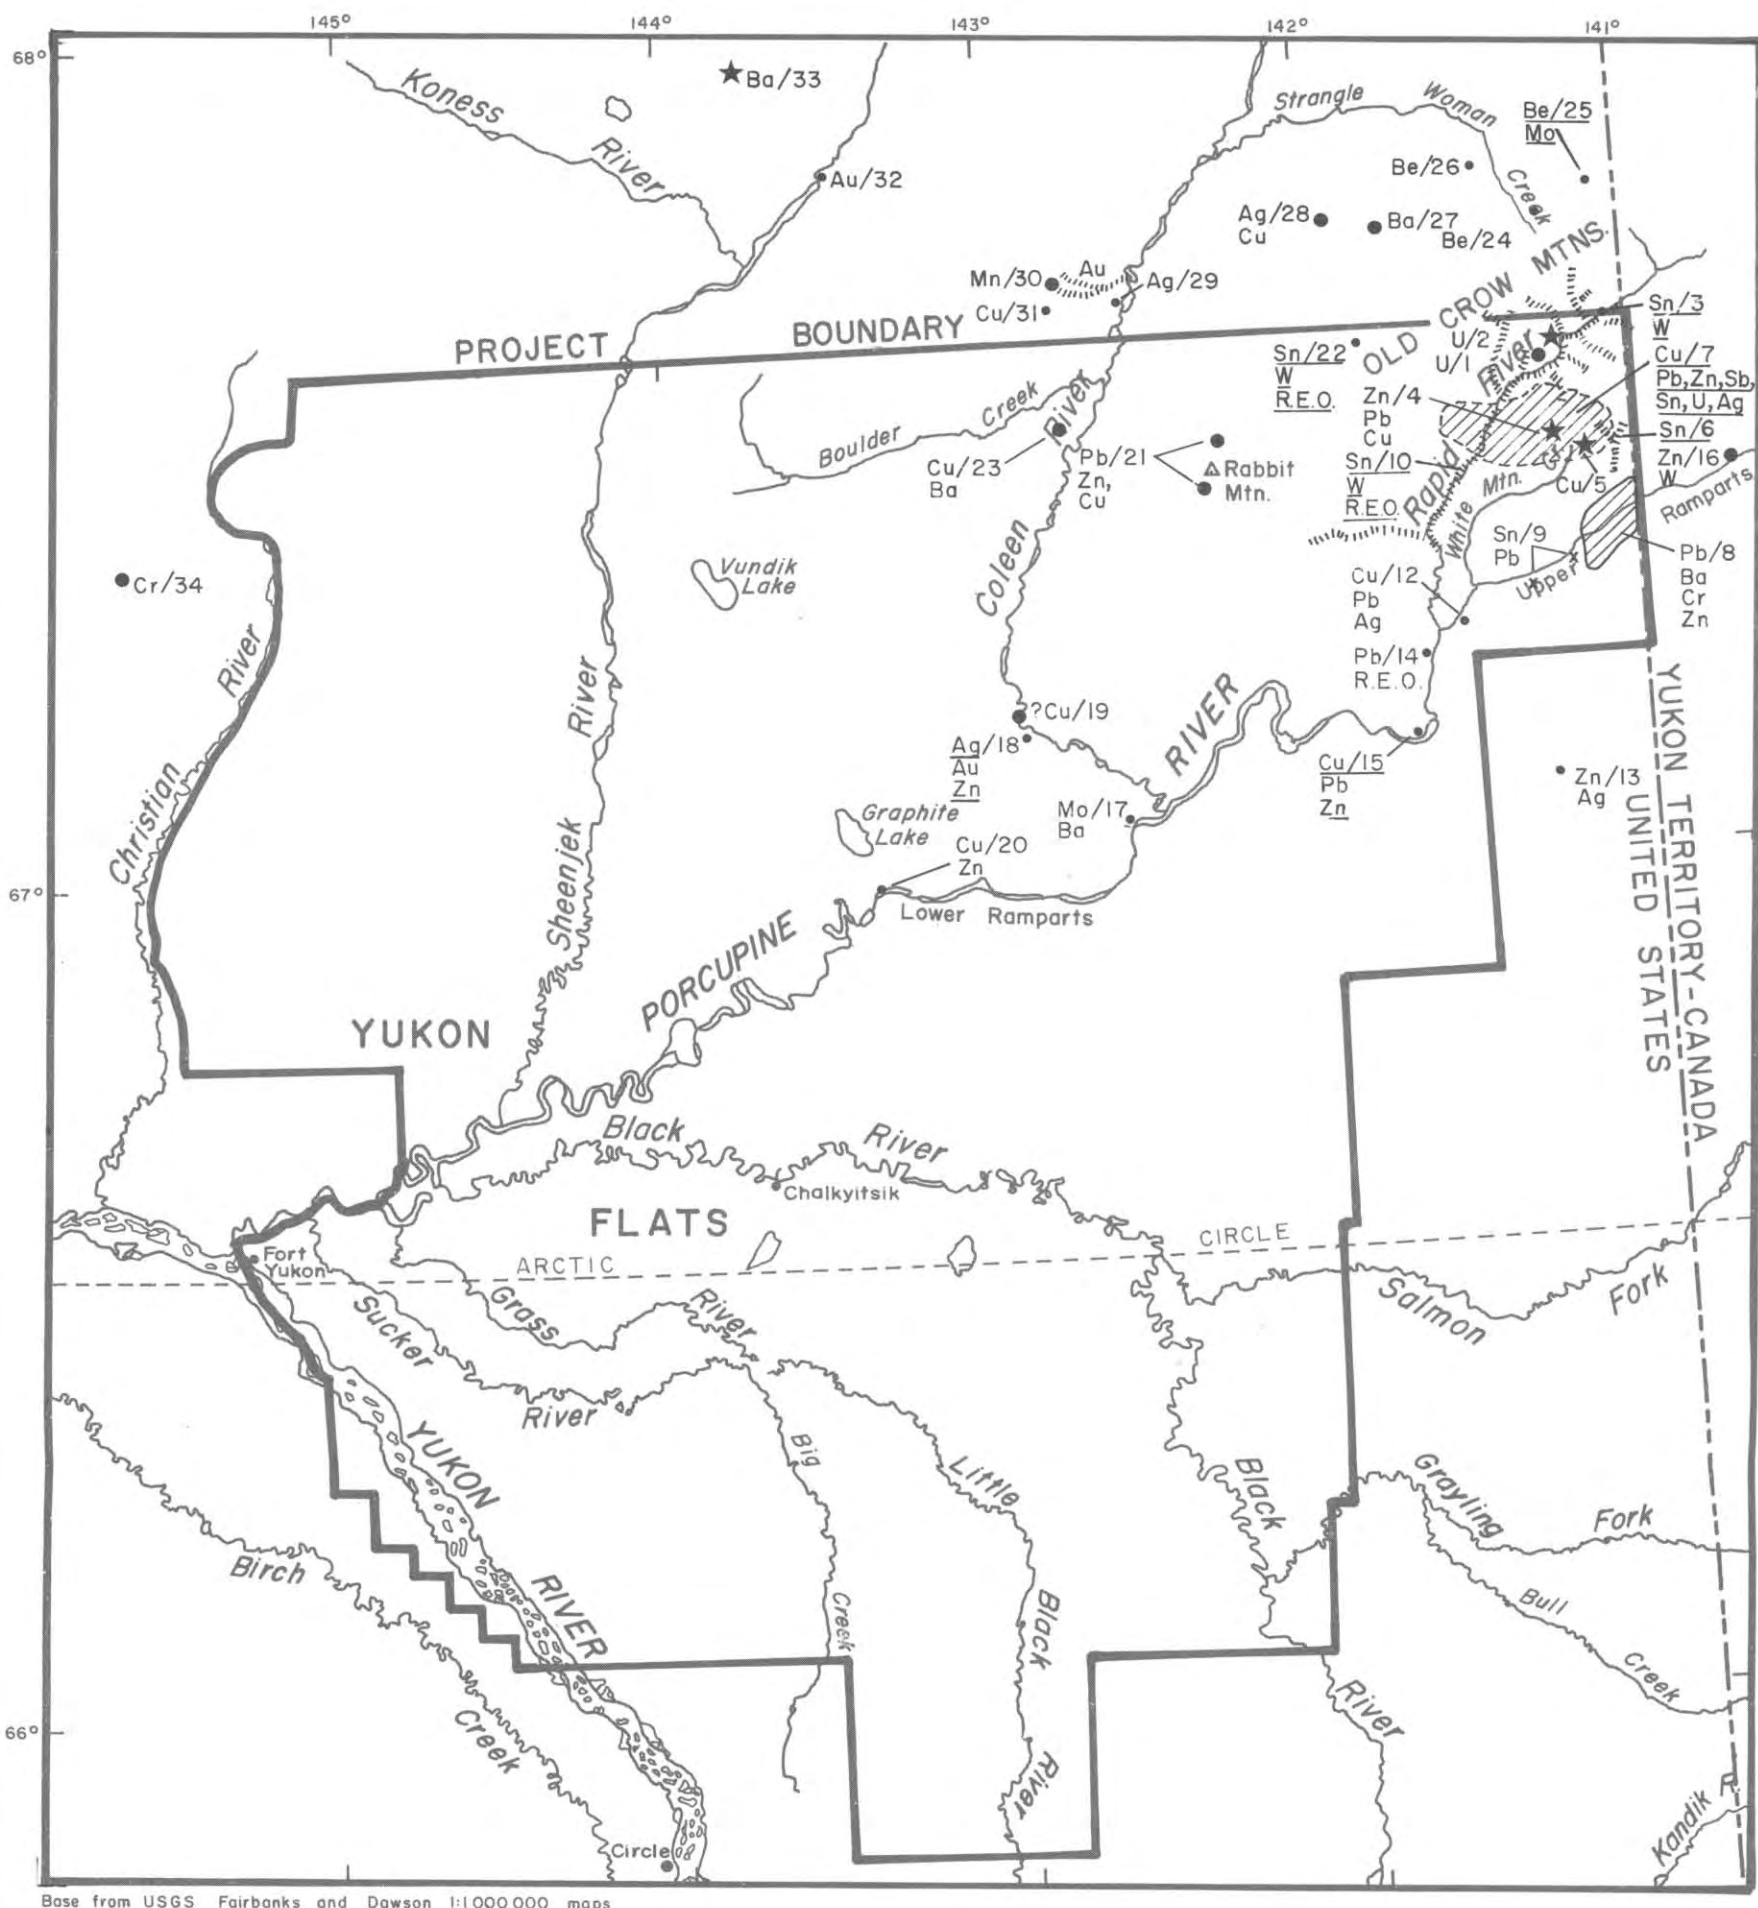 145°
144°
143°
142°
141°
68°
Koness
River
Ba/33
Au/32
Strangle
Woman
Creek
Be/25
Mo
Be/26
Ag/28
Cu
Ba/27
Be/24
Mn/30
Au
Ag/29
Cu/31
OLD CROW MTNS.
PROJECT BOUNDARY
Sn/3
W
U/2
U/1
Sn/22
W
R.E.O.
Cu/7
Pb,Zn,Sb,
Sn,U,Ag
Zn/4
Pb
Cu
Sn/6
Zn/16
W
Sn/10
W
R.E.O.
Cu/5
Rapid
River
White Mtn.
Upper
Ramparts
Boulder
Creek
River
Cu/23
Ba
Pb/21
Zn,
Cu
Rabbit
Mtn.
Sn/9
Pb
Pb/8
Ba
Cr
Zn
Cu/12
Pb
Ag
Pb/14
R.E.O.
Cr/34
Vundik
Lake
Coleen
Christian
River
Sheenjek
River
?Cu/19
Ag/18
Au
Zn
RIVER
Cu/15
Pb
Zn
Zn/13
Ag
Graphite
Lake
Mo/17
Ba
Cu/20
Zn
67°
Lower Ramparts
PORCUPINE
YUKON TERRITORY-CANADA
UNITED STATES
YUKON
Black
River
Chalkyitsik
FLATS
Fort
Yukon
ARCTIC
CIRCLE
Sucker
River
Grass
River
Salmon
Fork
YUKON
RIVER
Big
Creek
Little
Black
River
Black
River
Grayling
Fork
Bull
Creek
Birch
Creek
66°
Circle
Kandik
R.
Base from USGS Fairbanks and Dawson 1:1000000 maps